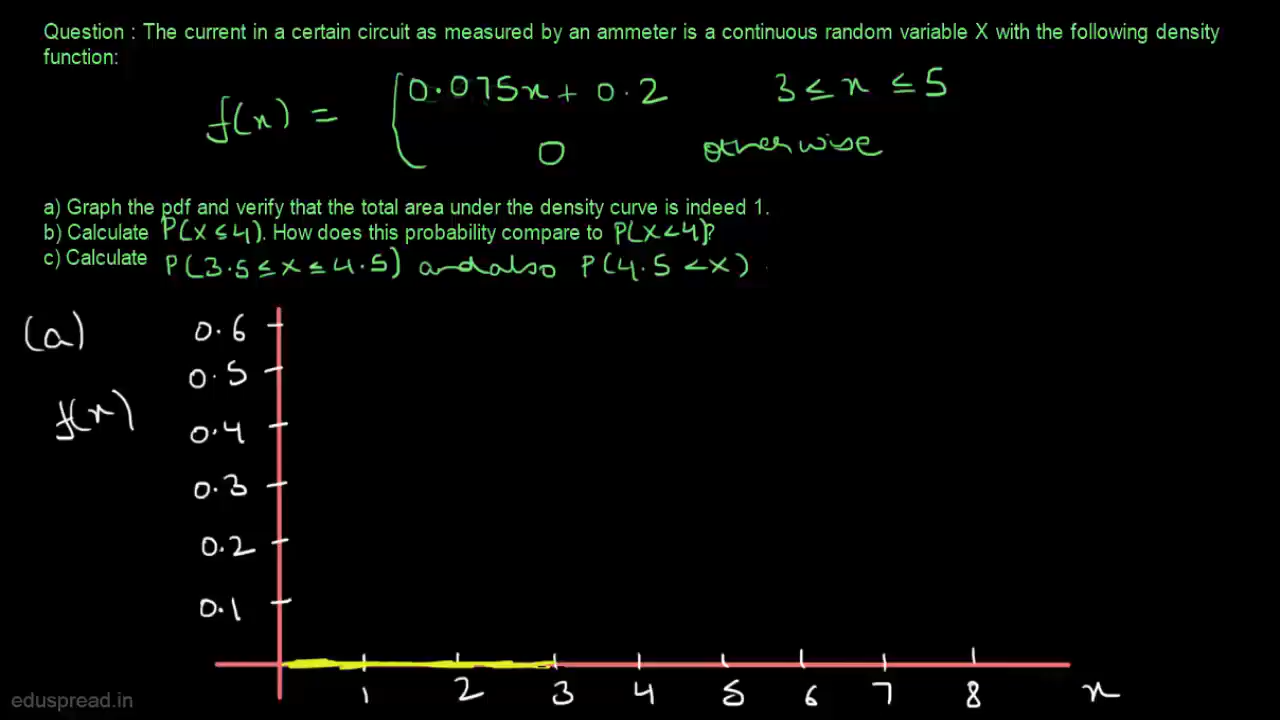 Question : The current in a certain circuit as measured by an ammeter is a continuous random variable X with the following density
function:
f(x) = { 0.075x + 0.2 3 ≤ x ≤ 5
0 otherwise
a) Graph the pdf and verify that the total area under the density curve is indeed 1.
b) Calculate P(X ≤ 4). How does this probability compare to P(X < 4)?
c) Calculate P(3.5 ≤ X ≤ 4.5) and also P(4.5 < X)
(a)
0.6
0.5
f(x)
0.4
0.3
0.2
0.1
1 2 3 4 5 6 7 8 x
eduspread.in